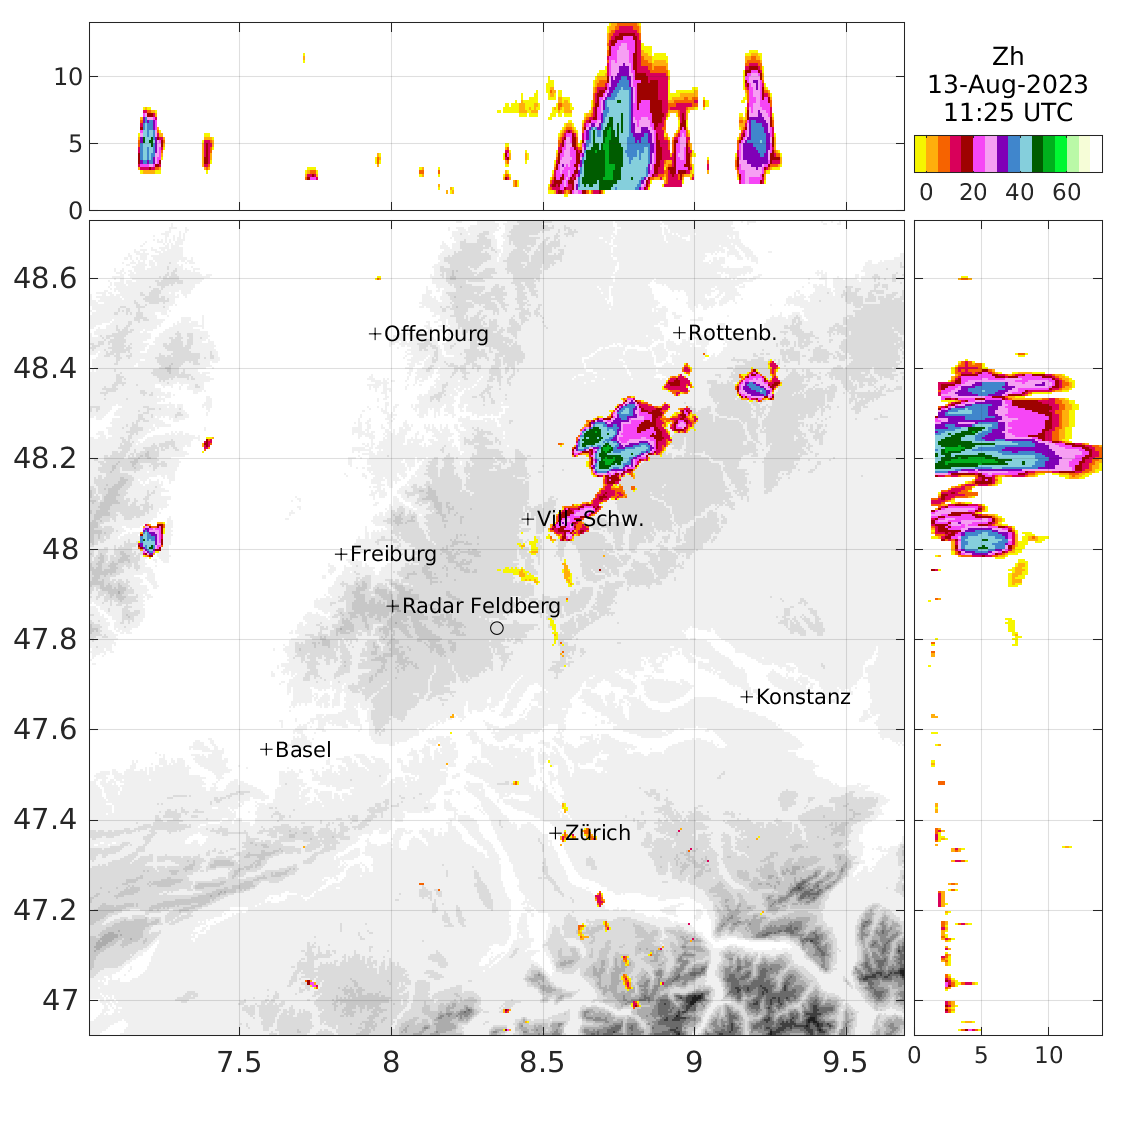 Zh
13-Aug-2023
11:25 UTC
10
5
0
0 20 40 60
48.6
48.4
48.2
48
47.8
47.6
47.4
47.2
47
+Offenburg
+Rottenb.
+Vill.-Schw.
+Freiburg
+Radar Feldberg
+Konstanz
+Basel
+Zürich
7.5 8 8.5 9 9.5
0 5 10